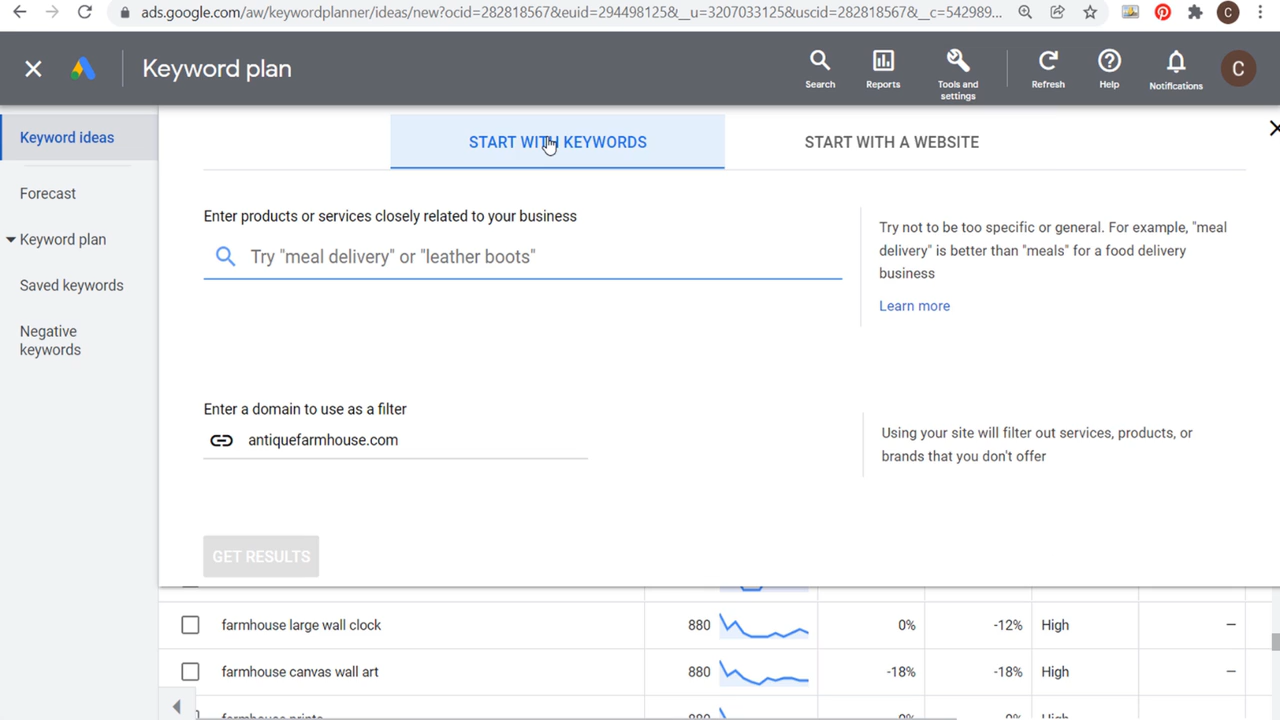 ads.google.com/aw/keywordplanner/ideas/new?ocid=282818567&euid=294498125&__u=3207033125&uscid=282818567&__c=542989...
C
Keyword plan
Search
Reports
Tools and
settings
Refresh
Help
Notifications
C
Keyword ideas
Forecast
Keyword plan
Saved keywords
Negative
keywords
START WITH KEYWORDS
START WITH A WEBSITE
Enter products or services closely related to your business
Try "meal delivery" or "leather boots"
Try not to be too specific or general. For example, "meal
delivery" is better than "meals" for a food delivery
business
Learn more
Enter a domain to use as a filter
antiquefarmhouse.com
Using your site will filter out services, products, or
brands that you don't offer
GET RESULTS
farmhouse large wall clock 880 0% -12% High –
farmhouse canvas wall art 880 -18% -18% High –